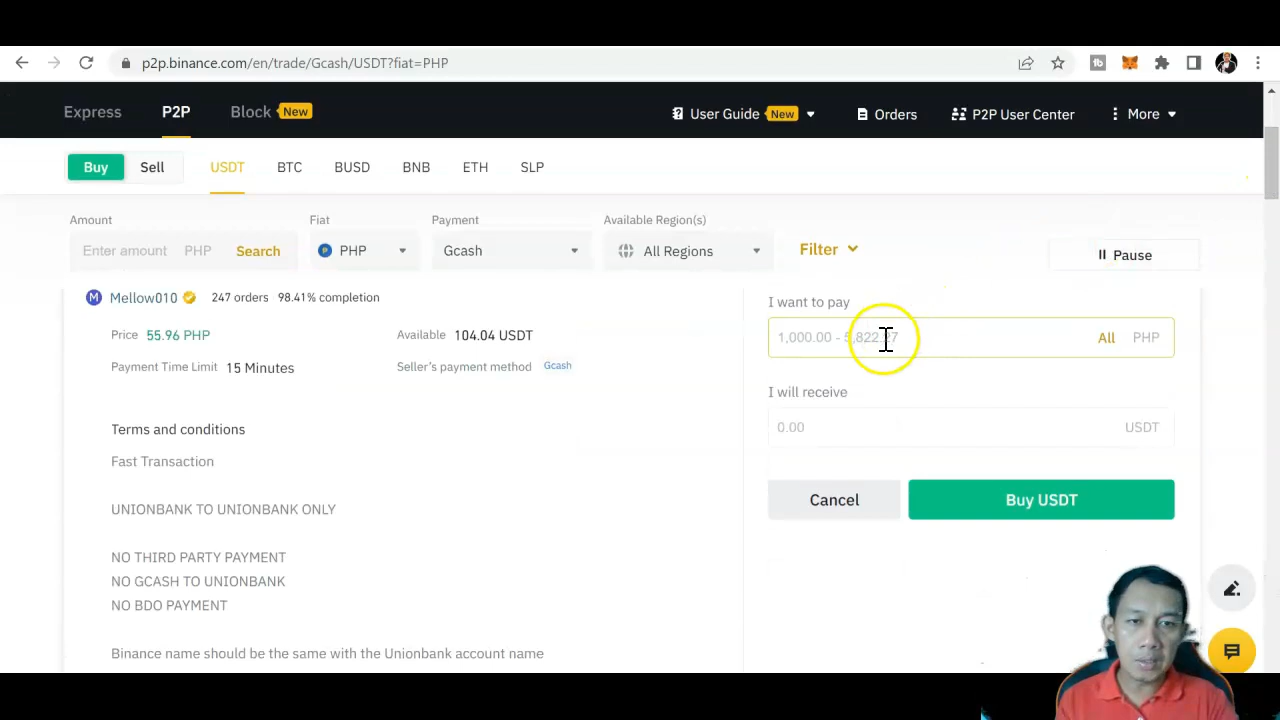 p2p.binance.com/en/trade/Gcash/USDT?fiat=PHP
Express P2P Block New User Guide New Orders P2P User Center More
Buy Sell USDT BTC BUSD BNB ETH SLP
Amount Fiat Payment Available Region(s)
Enter amount PHP Search PHP Gcash All Regions Filter Pause
M Mellow010 247 orders 98.41% completion
I want to pay
Price 55.96 PHP Available 104.04 USDT
1,000.00 - 5,822.27 All PHP
Payment Time Limit 15 Minutes Seller's payment method Gcash
I will receive
0.00 USDT
Terms and conditions
Fast Transaction
Cancel Buy USDT
UNIONBANK TO UNIONBANK ONLY
NO THIRD PARTY PAYMENT
NO GCASH TO UNIONBANK
NO BDO PAYMENT
Binance name should be the same with the Unionbank account name